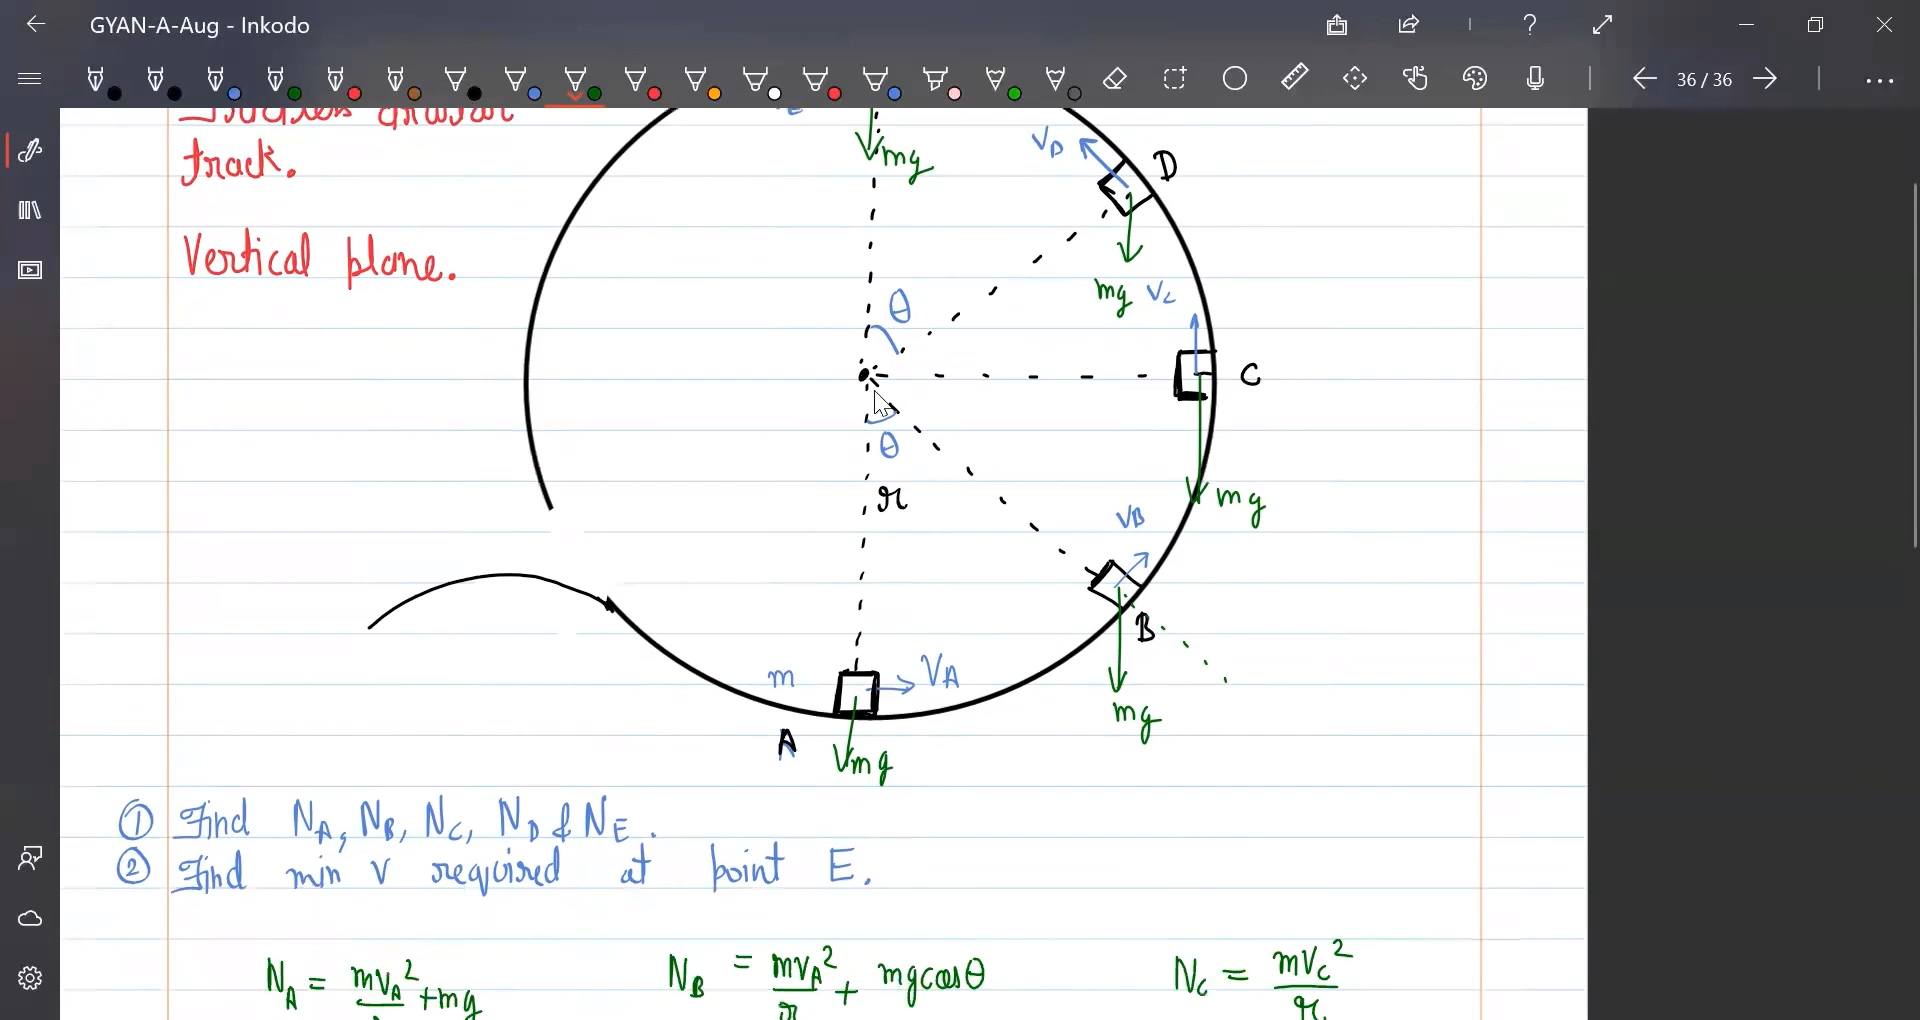 GYAN-A-Aug - Inkodo
36 / 36
track.
Vertical plane.
mg
VD
D
mg
VC
θ
C
θ
r
mg
VB
B
m
VA
mg
A
mg
① Find NA, NB, NC, ND & NE.
② Find min v required at point E.
NA = mvA²/ +mg NB = mvA²/r + mgcosθ NC = mvC²/r